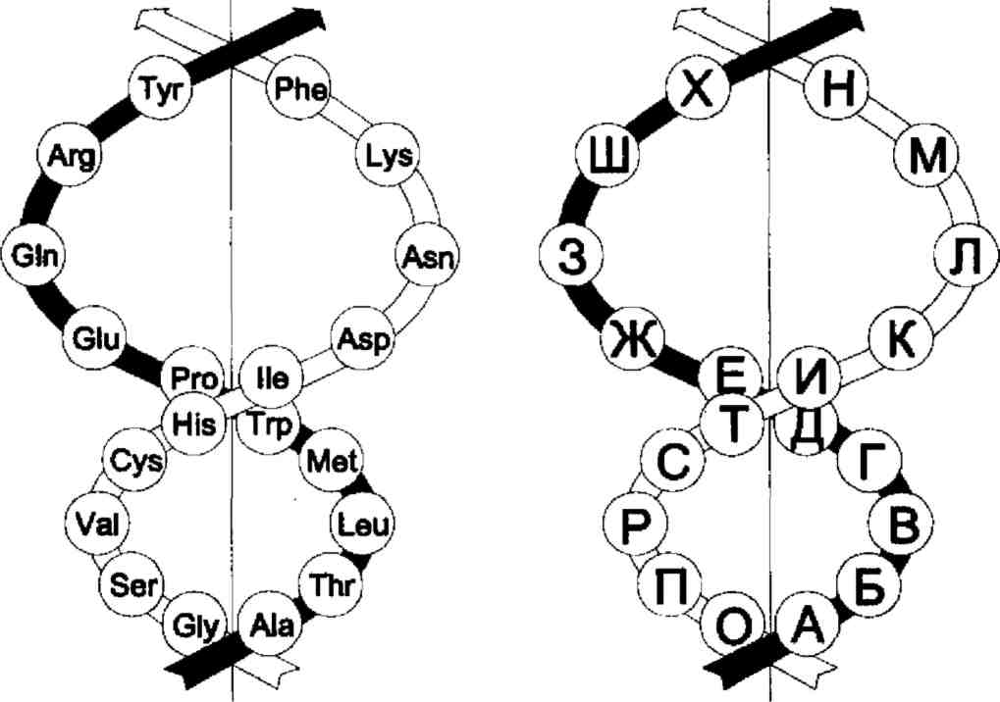 Tyr Phe Х Н
Arg Lys Ш М
Gln Asn З Л
Glu Asp Ж К
Pro Ile Е И
His Trp Т Д
Cys Met С Г
Val Leu Р В
Ser Thr П Б
Gly Ala О А